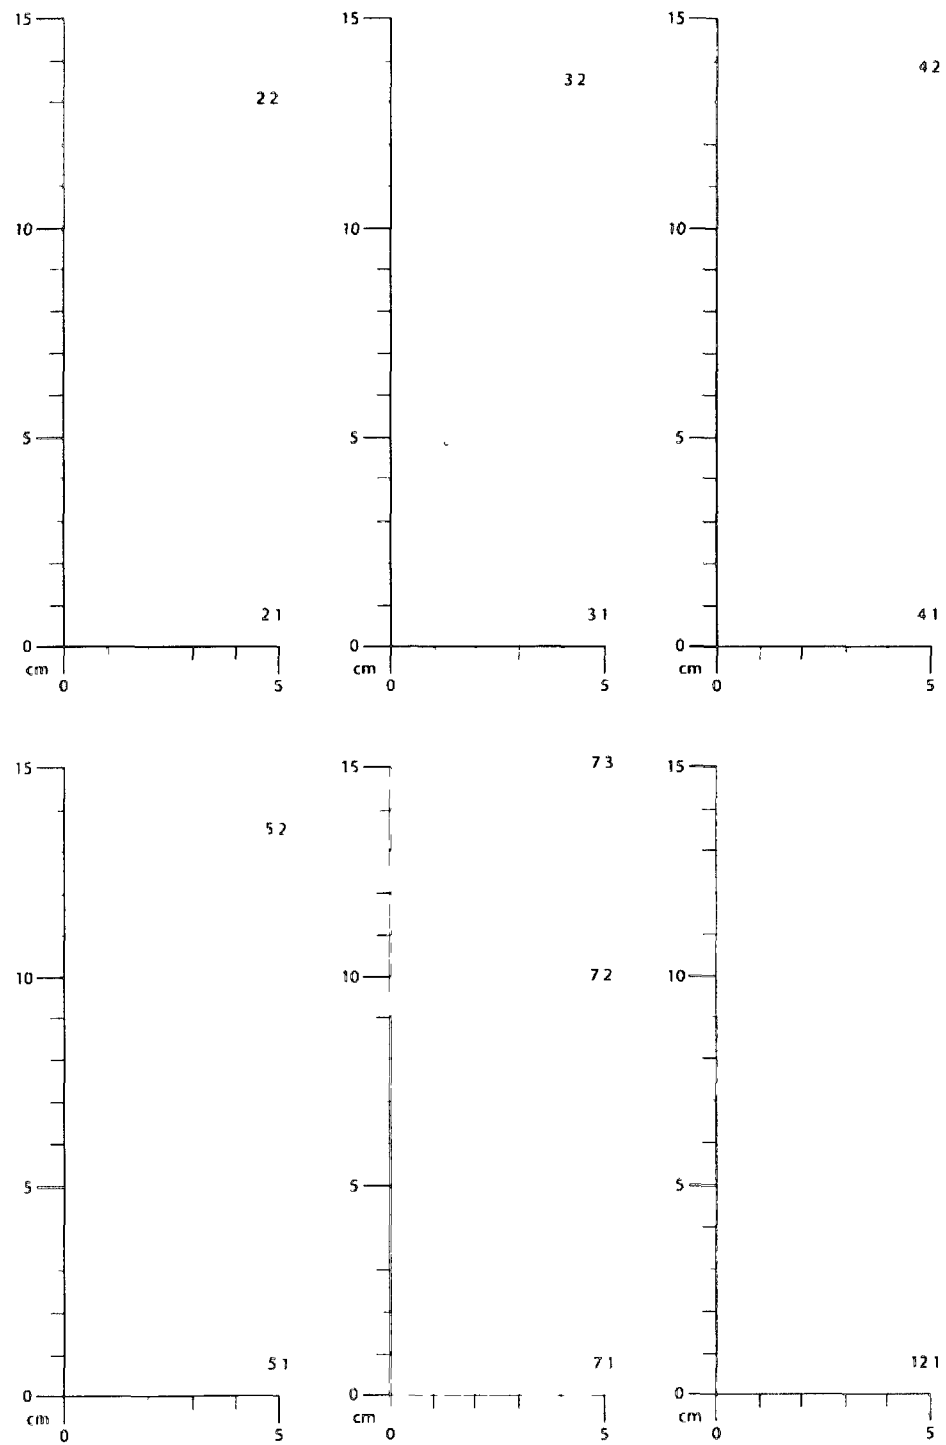 15 15 15
4 2
3 2
2 2
10 10 10
5 5 5
2 1 3 1 4 1
0 0 0
cm cm cm
0 5 0 5 0 5
7 3
15 15 15
5 2
10 10 7 2 10
5 5 5
5 1 7 1 12 1
0 0 0
cm cm cm
0 5 0 5 0 5